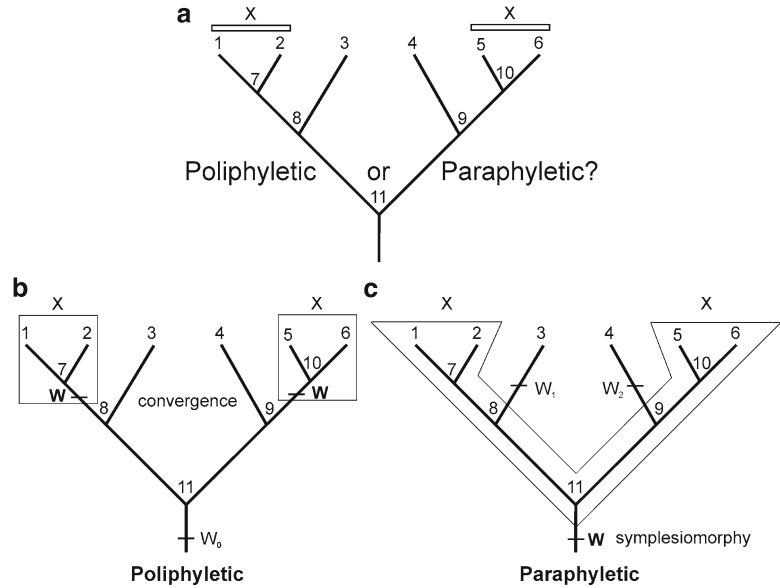 a
X X
1 2 3 4 5 6
7 10
8 9
Poliphyletic or Paraphyletic?
11
b
X X
1 2 3 4 5 6
7 10
W convergence W
8 9
11
W₀
Poliphyletic
c
X X
1 2 3 4 5 6
7 W₁ W₂ 10
8 9
11
W symplesiomorphy
Paraphyletic